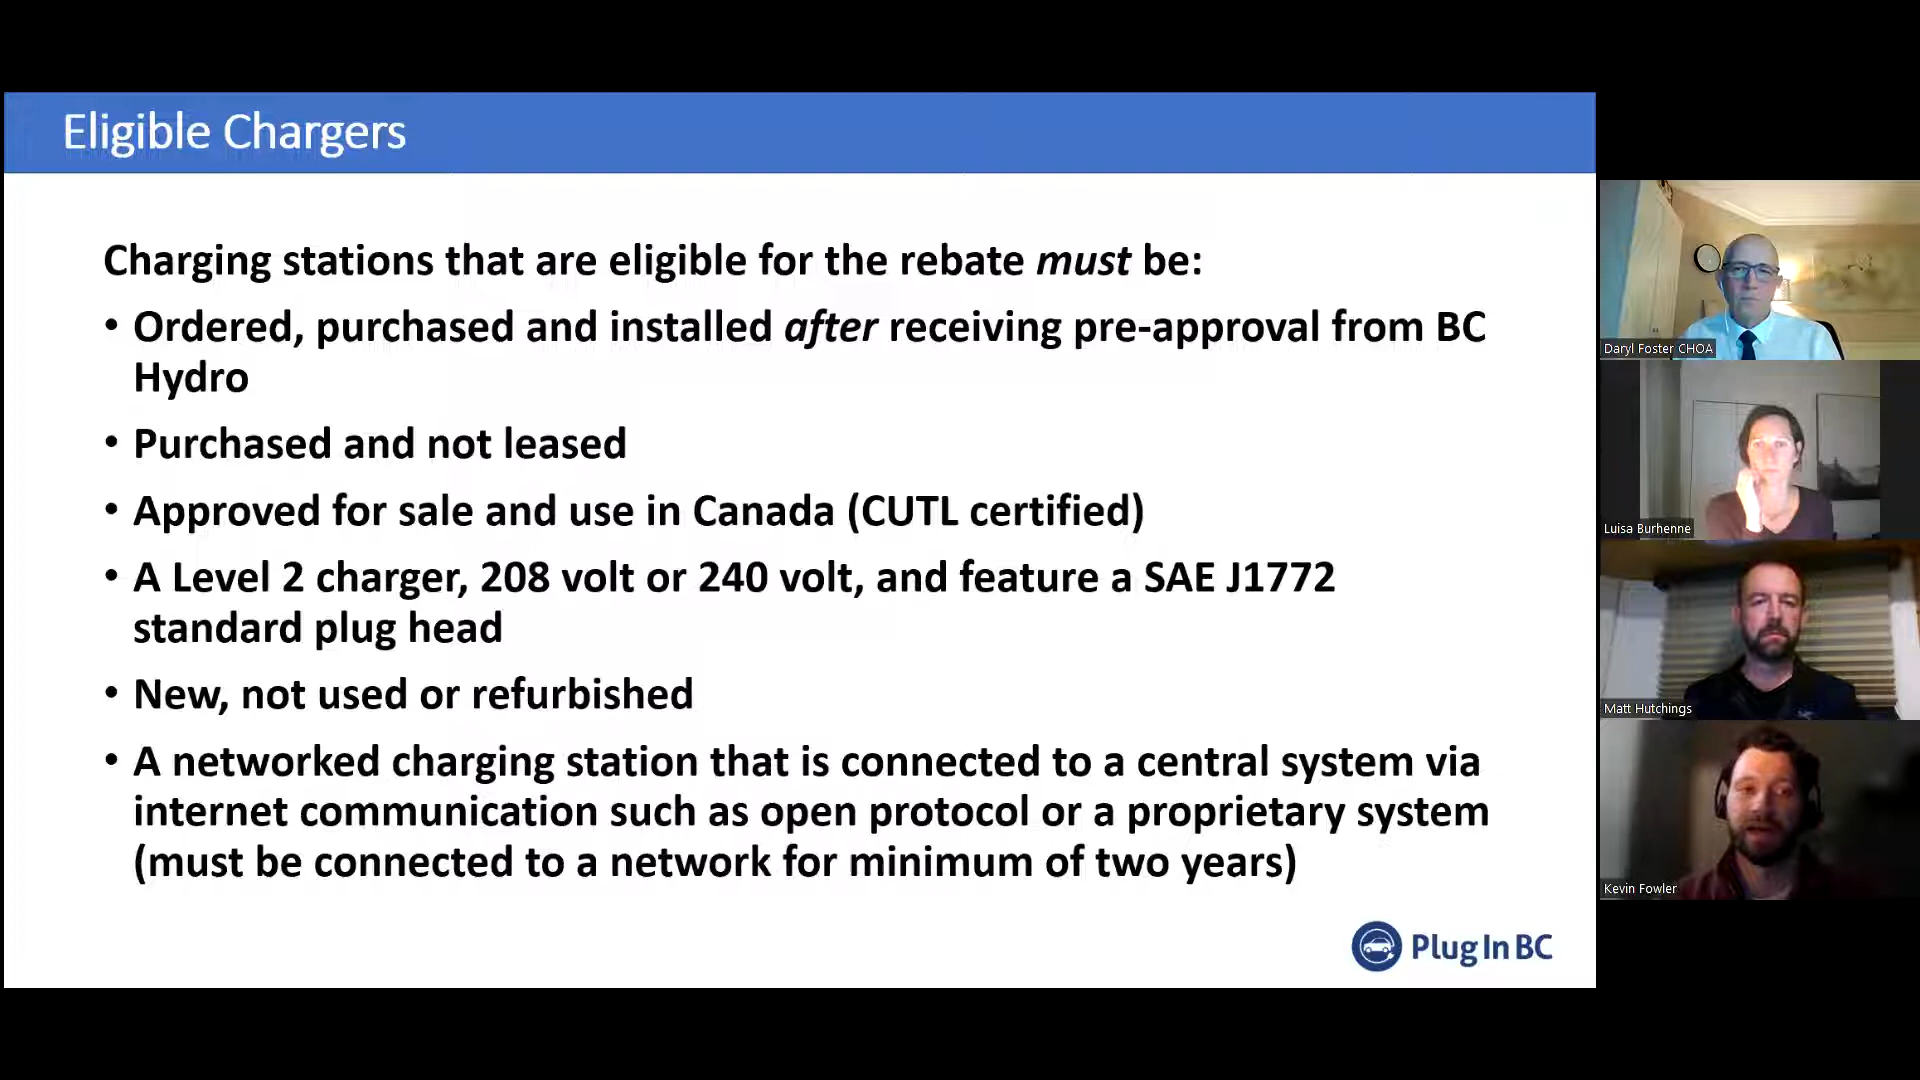 Eligible Chargers
Charging stations that are eligible for the rebate must be:
• Ordered, purchased and installed after receiving pre-approval from BC
Hydro
• Purchased and not leased
• Approved for sale and use in Canada (CUTL certified)
• A Level 2 charger, 208 volt or 240 volt, and feature a SAE J1772
standard plug head
• New, not used or refurbished
• A networked charging station that is connected to a central system via
internet communication such as open protocol or a proprietary system
(must be connected to a network for minimum of two years)
Plug In BC
Daryl Foster CHOA
Luisa Burhenne
Matt Hutchings
Kevin Fowler